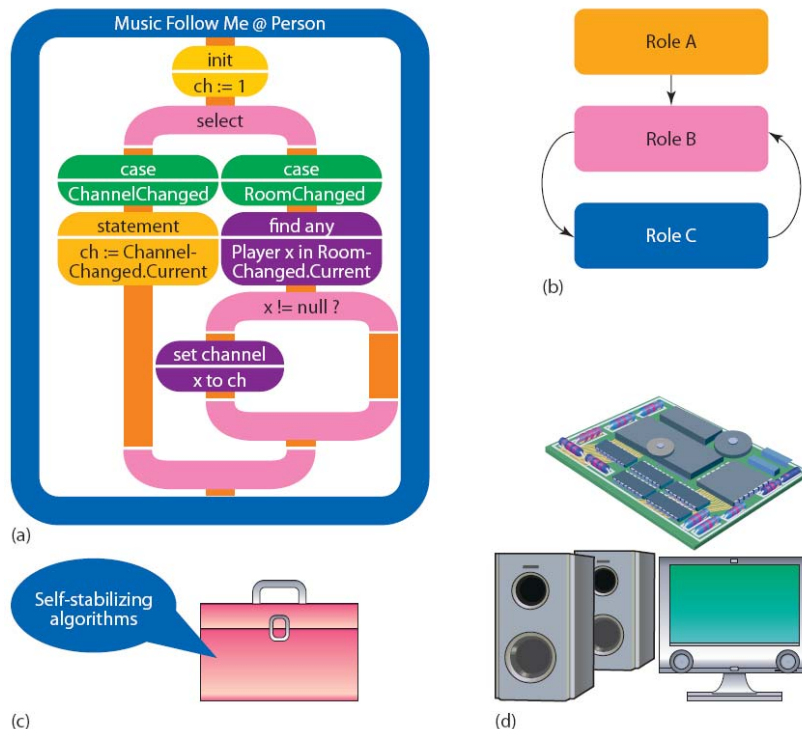 Music Follow Me @ Person
init
ch := 1
select
case
ChannelChanged
case
RoomChanged
statement
ch := Channel-
Changed.Current
find any
Player x in Room-
Changed.Current
x != null ?
set channel
x to ch
(a)
Role A
Role B
Role C
(b)
Self-stabilizing
algorithms
(c)
(d)